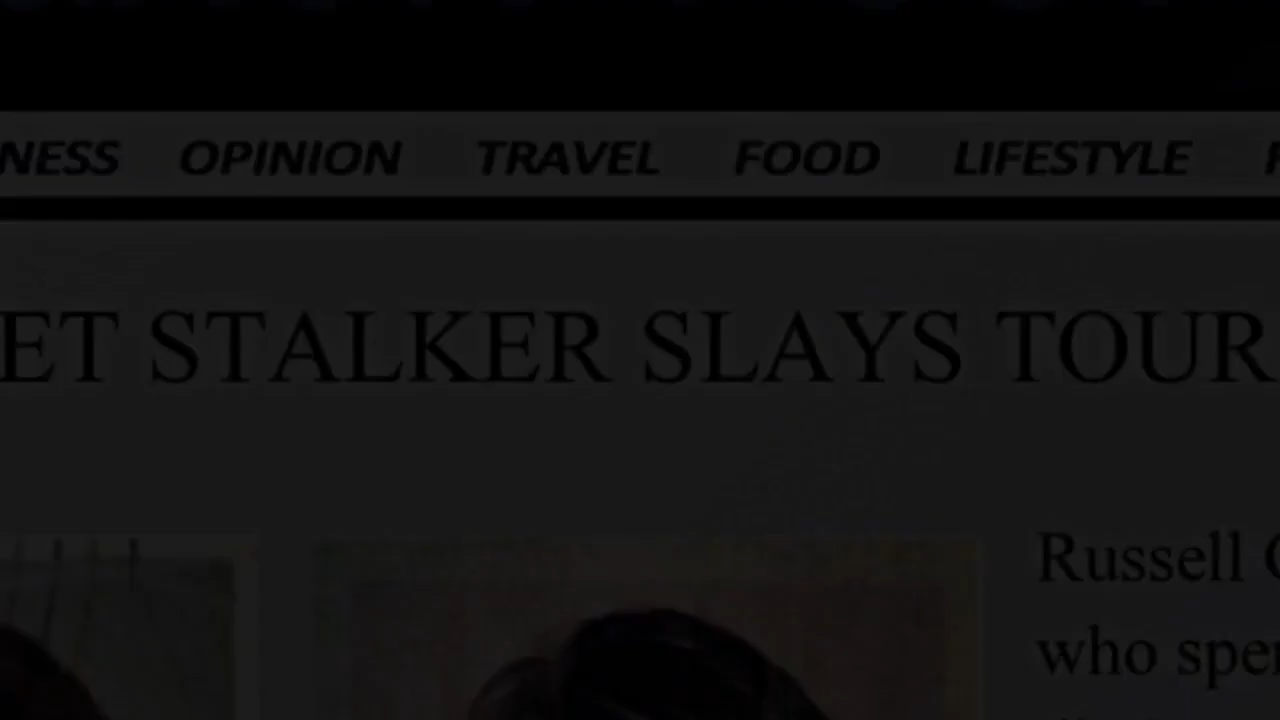 NESS OPINION TRAVEL FOOD LIFESTYLE
ET STALKER SLAYS TOUR
Russell
who spe